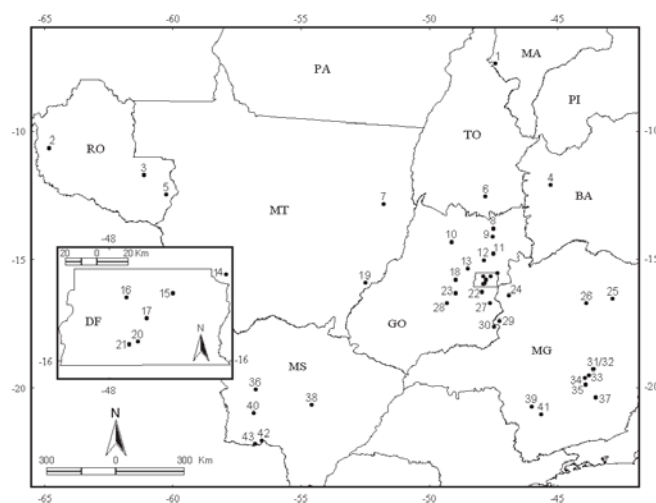 -65 -60 -55 -50 -45
1
MA
PA
PI
TO
-10 -10
2
RO
3
5
4
7
6
BA
MT
8
9
10
11
12
13
-15 -15
20 0 20 Km
-48
14
19
18
16
15
23
22
24
25
26
27
28
17
DF
29
30
GO
20
21
N
-16 -16
MG
-48
MS
31/32
33
34
35
36
-20 -20
38
37
39
40
41
N
42
43
300 0 300 Km
-65 -60 -55 -50 -45